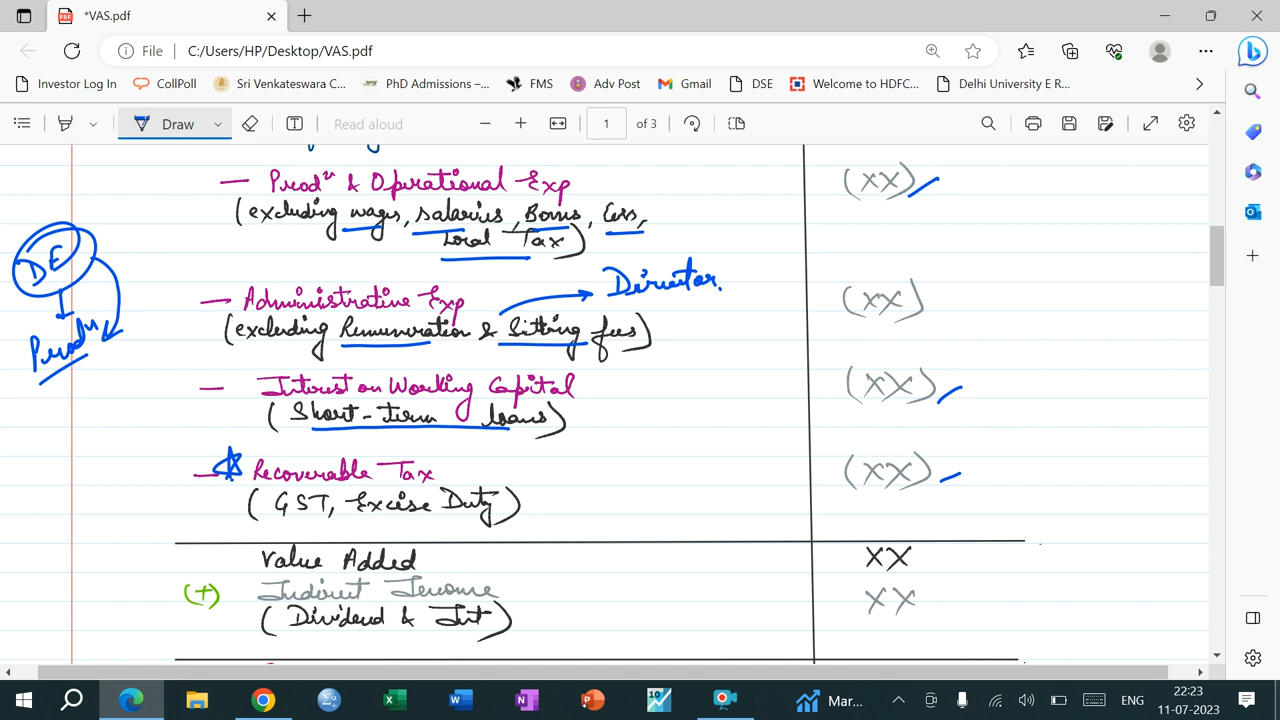 *VAS.pdf
File C:/Users/HP/Desktop/VAS.pdf
Investor Log In CollPoll Sri Venkateswara C... PhD Admissions –... FMS Adv Post Gmail DSE Welcome to HDFC... Delhi University E R...
Draw Read aloud 1 of 3
— Prodⁿ & Operational Exp (XX)
(excluding wages, salaries, Bonus, Cess,
Local Tax)
DE
Prodⁿ
Director.
— Administrative Exp (XX)
(excluding Remuneration & Sitting fees)
— Interest on Working Capital (XX)
(Short-term loans)
— Recoverable Tax (XX)
(GST, Excise Duty)
Value Added XX
(+) Indirect Income XX
(Dividend & Int)
Mar... ENG 22:23
11-07-2023